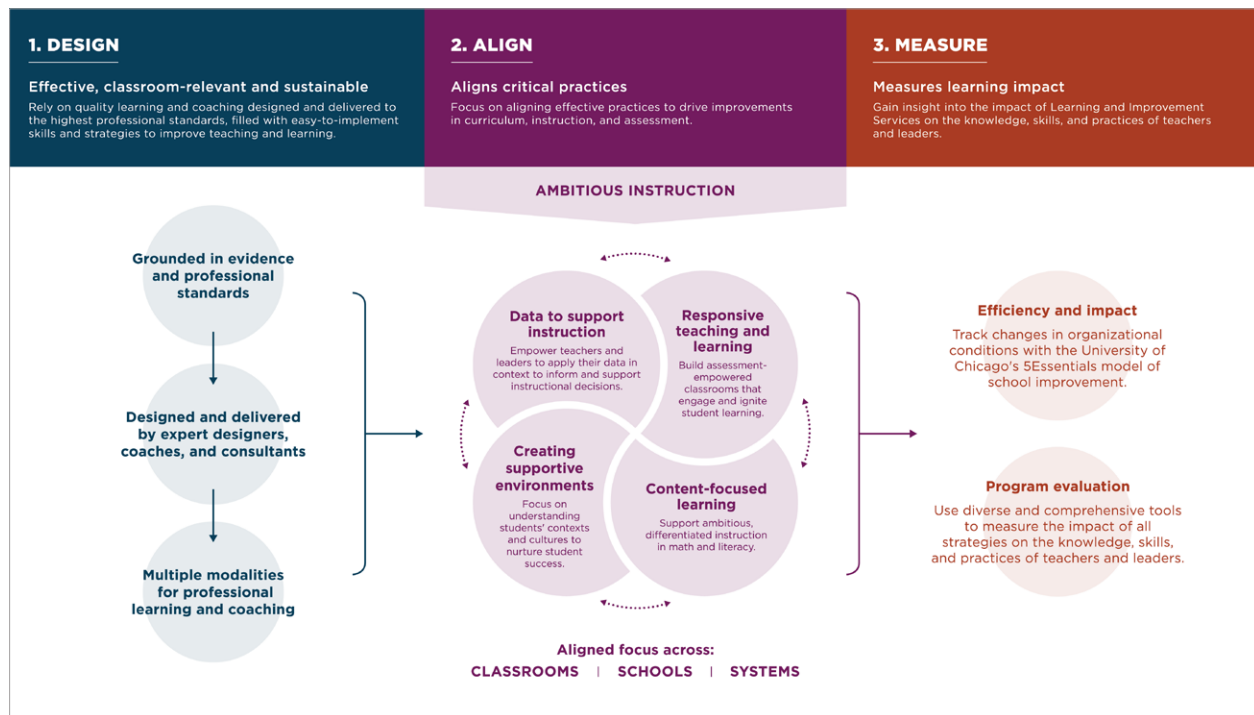 1. DESIGN
Effective, classroom-relevant and sustainable
Rely on quality learning and coaching designed and delivered to
the highest professional standards, filled with easy-to-implement
skills and strategies to improve teaching and learning.
2. ALIGN
Aligns critical practices
Focus on aligning effective practices to drive improvements
in curriculum, instruction, and assessment.
3. MEASURE
Measures learning impact
Gain insight into the impact of Learning and Improvement
Services on the knowledge, skills, and practices of teachers
and leaders.
Grounded in evidence
and professional
standards
Designed and delivered
by expert designers,
coaches, and consultants
Multiple modalities
for professional
learning and coaching
AMBITIOUS INSTRUCTION
Data to support
instruction
Empower teachers and
leaders to apply their data in
context to inform and support
instructional decisions.
Responsive
teaching and
learning
Build assessment-
empowered
classrooms that
engage and ignite
student learning.
Creating
supportive
environments
Focus on
understanding
students' contexts
and cultures to
nurture student
success.
Content-focused
learning
Support ambitious,
differentiated instruction
in math and literacy.
Aligned focus across:
CLASSROOMS | SCHOOLS | SYSTEMS
Efficiency and impact
Track changes in organizational
conditions with the University of
Chicago's 5Essentials model of
school improvement.
Program evaluation
Use diverse and comprehensive tools
to measure the impact of all
strategies on the knowledge, skills,
and practices of teachers and leaders.